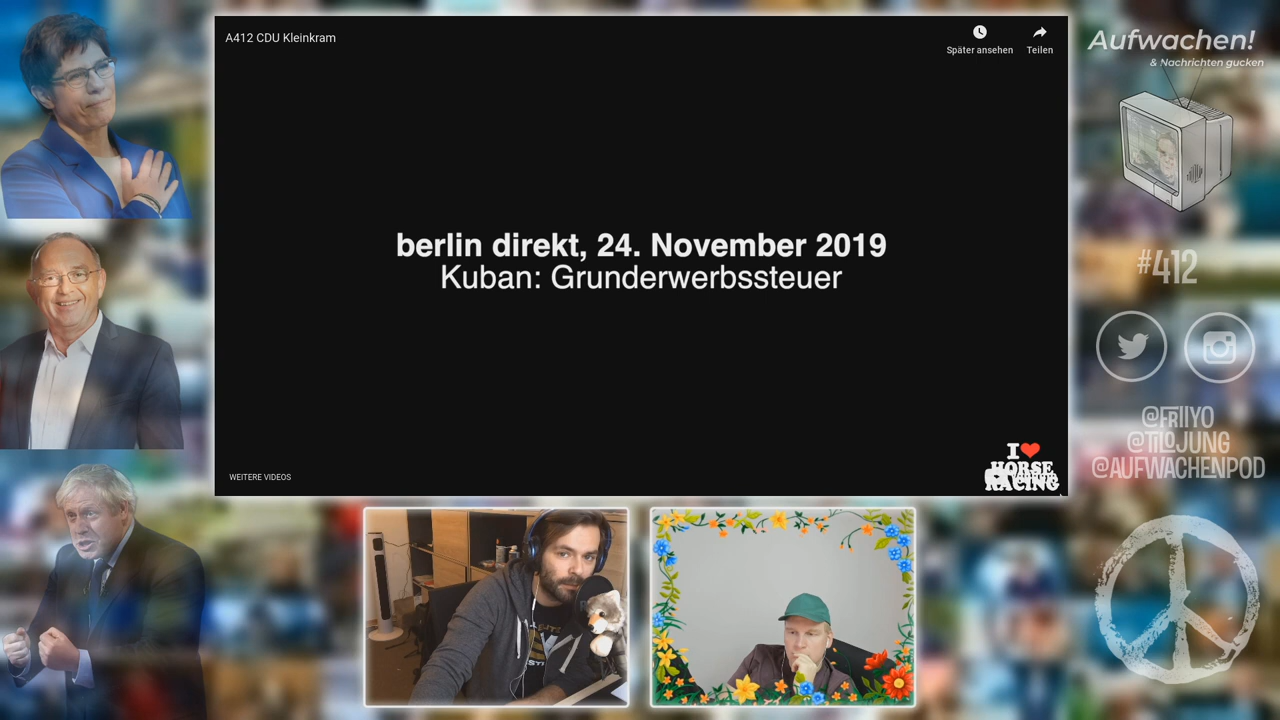 A412 CDU Kleinkram
Später ansehen
Teilen
Aufwachen!
& Nachrichten gucken
berlin direkt, 24. November 2019
Kuban: Grunderwerbssteuer
#412
@FRIIYO
@TILOJUNG
@AUFWACHENPOD
WEITERE VIDEOS
I
HORSE
RACING